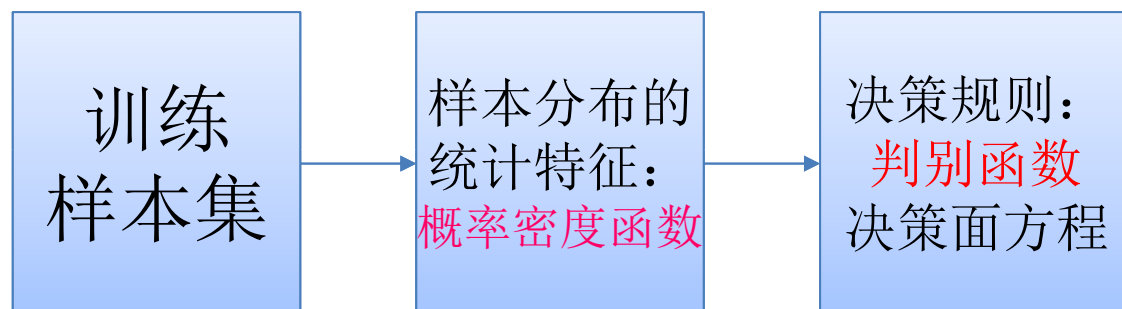 训练
样本集
样本分布的
统计特征：
概率密度函数
决策规则：
判别函数
决策面方程